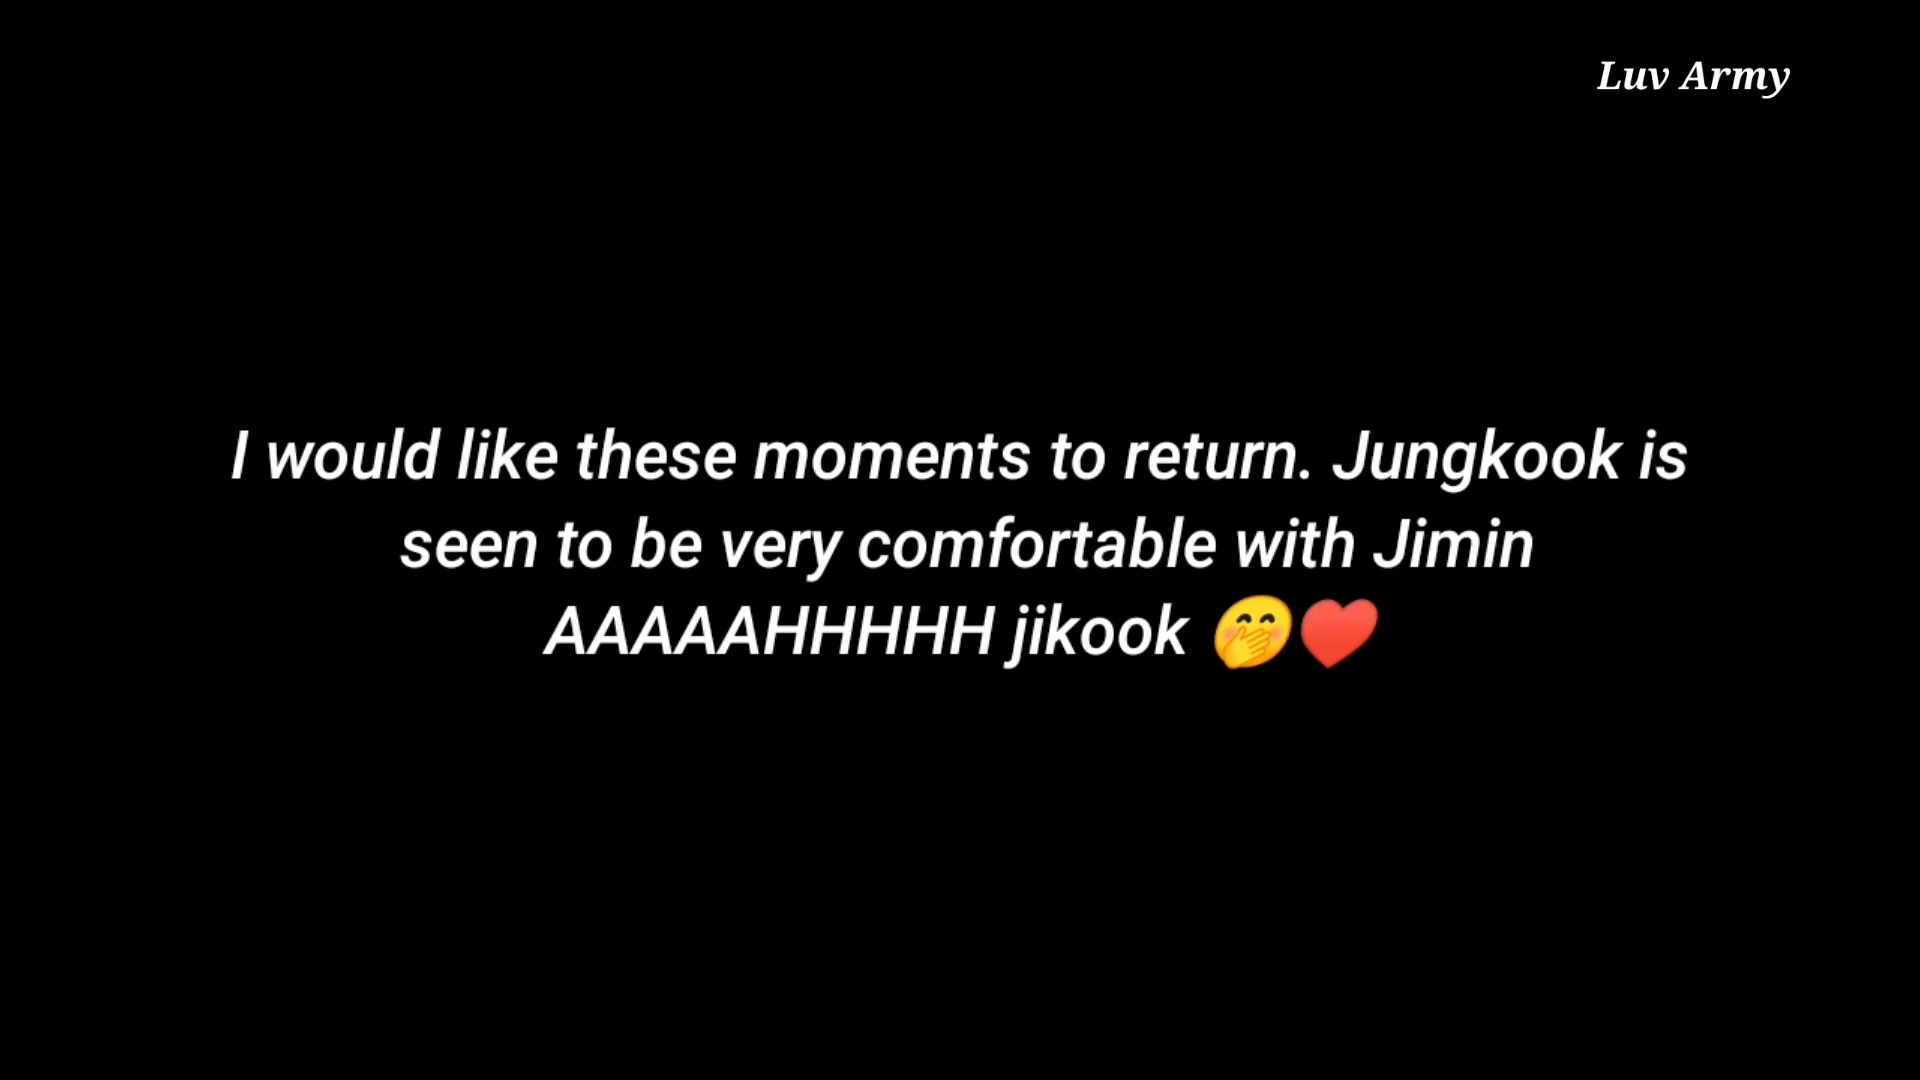 Luv Army
I would like these moments to return. Jungkook is
seen to be very comfortable with Jimin
AAAAAHHHHH jikook 🤭♥️